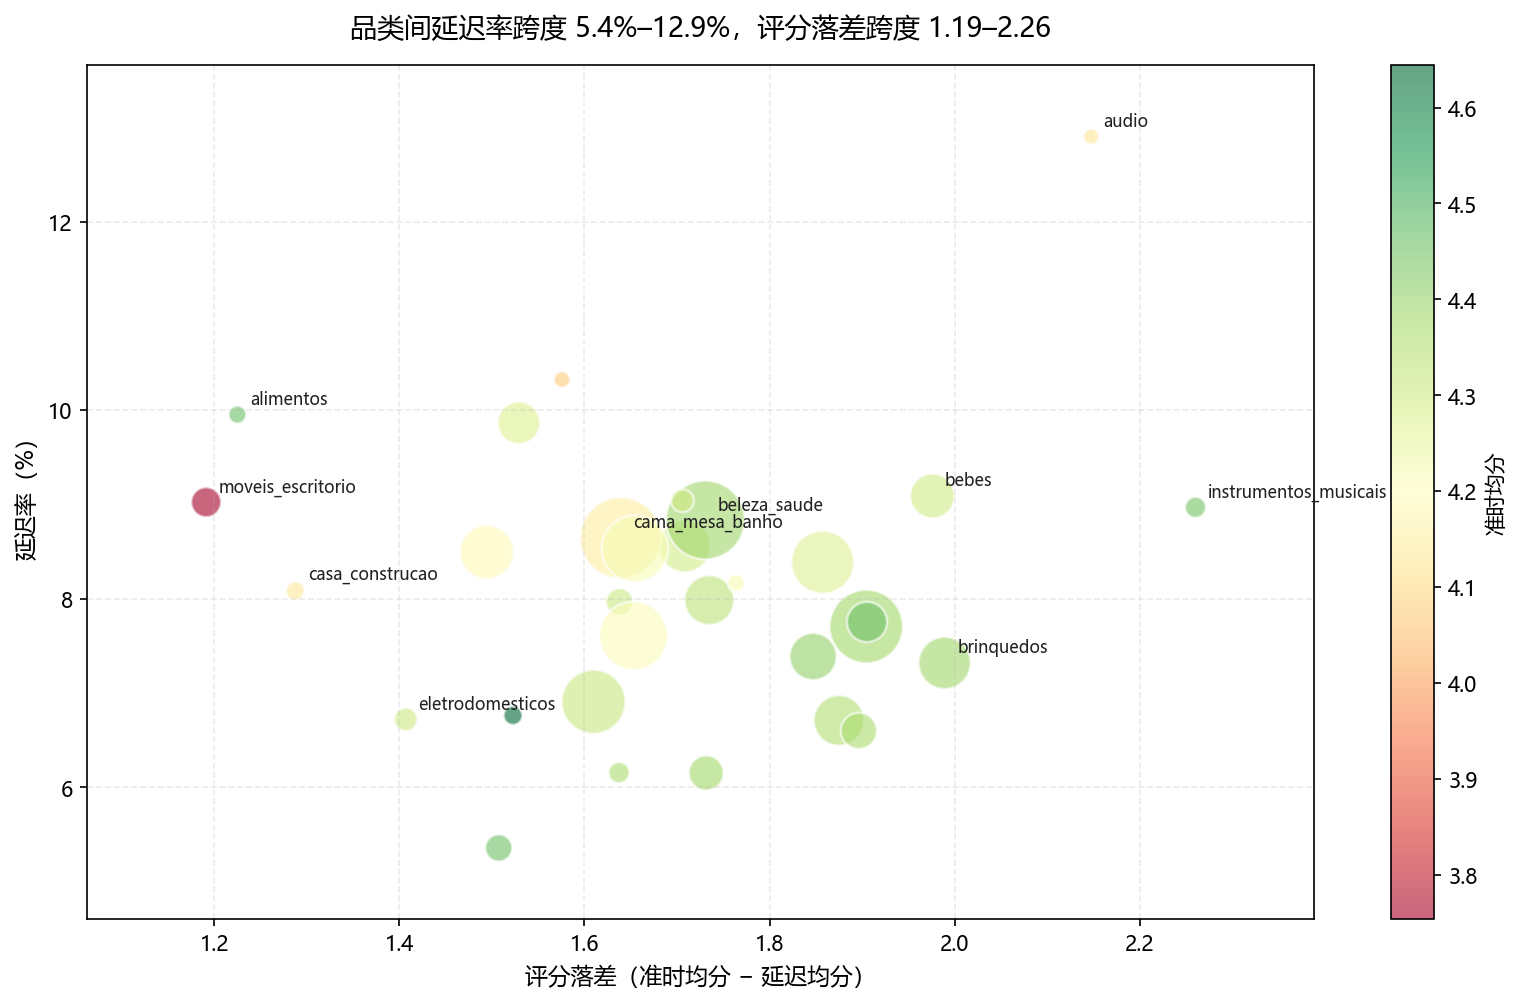 品类间延迟率跨度 5.4%–12.9%，评分落差跨度 1.19–2.26
延迟率（%）
12
10
8
6
audio
alimentos
moveis_escritorio
bebes
instrumentos_musicais
beleza_saude
cama_mesa_banho
casa_construcao
brinquedos
eletrodomesticos
1.2 1.4 1.6 1.8 2.0 2.2
评分落差（准时均分 − 延迟均分）
4.6
4.5
4.4
4.3
4.2
4.1
4.0
3.9
3.8
准时均分